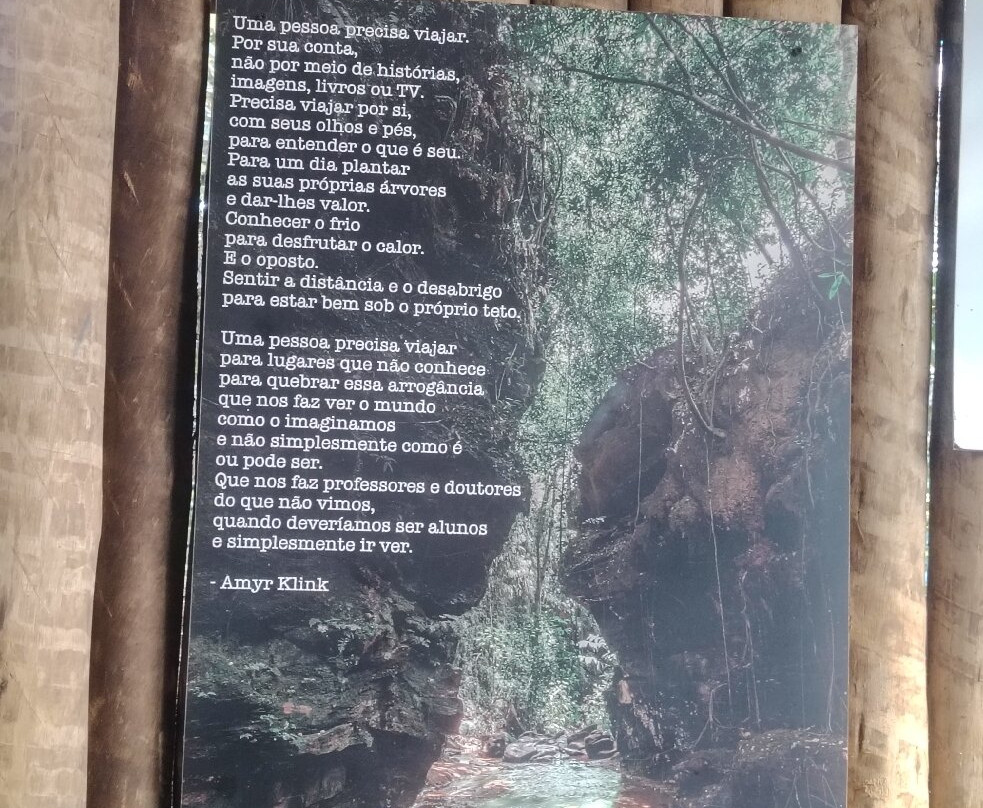 Uma pessoa precisa viajar.
Por sua conta,
não por meio de histórias,
imagens, livros ou TV.
Precisa viajar por si,
com seus olhos e pés,
para entender o que é seu.
Para um dia plantar
as suas próprias árvores
e dar-lhes valor.
Conhecer o frio
para desfrutar o calor.
E o oposto.
Sentir a distância e o desabrigo
para estar bem sob o próprio teto.
Uma pessoa precisa viajar
para lugares que não conhece
para quebrar essa arrogância
que nos faz ver o mundo
como o imaginamos
e não simplesmente como é
ou pode ser.
Que nos faz professores e doutores
do que não vimos,
quando deveríamos ser alunos
e simplesmente ir ver.
- Amyr Klink